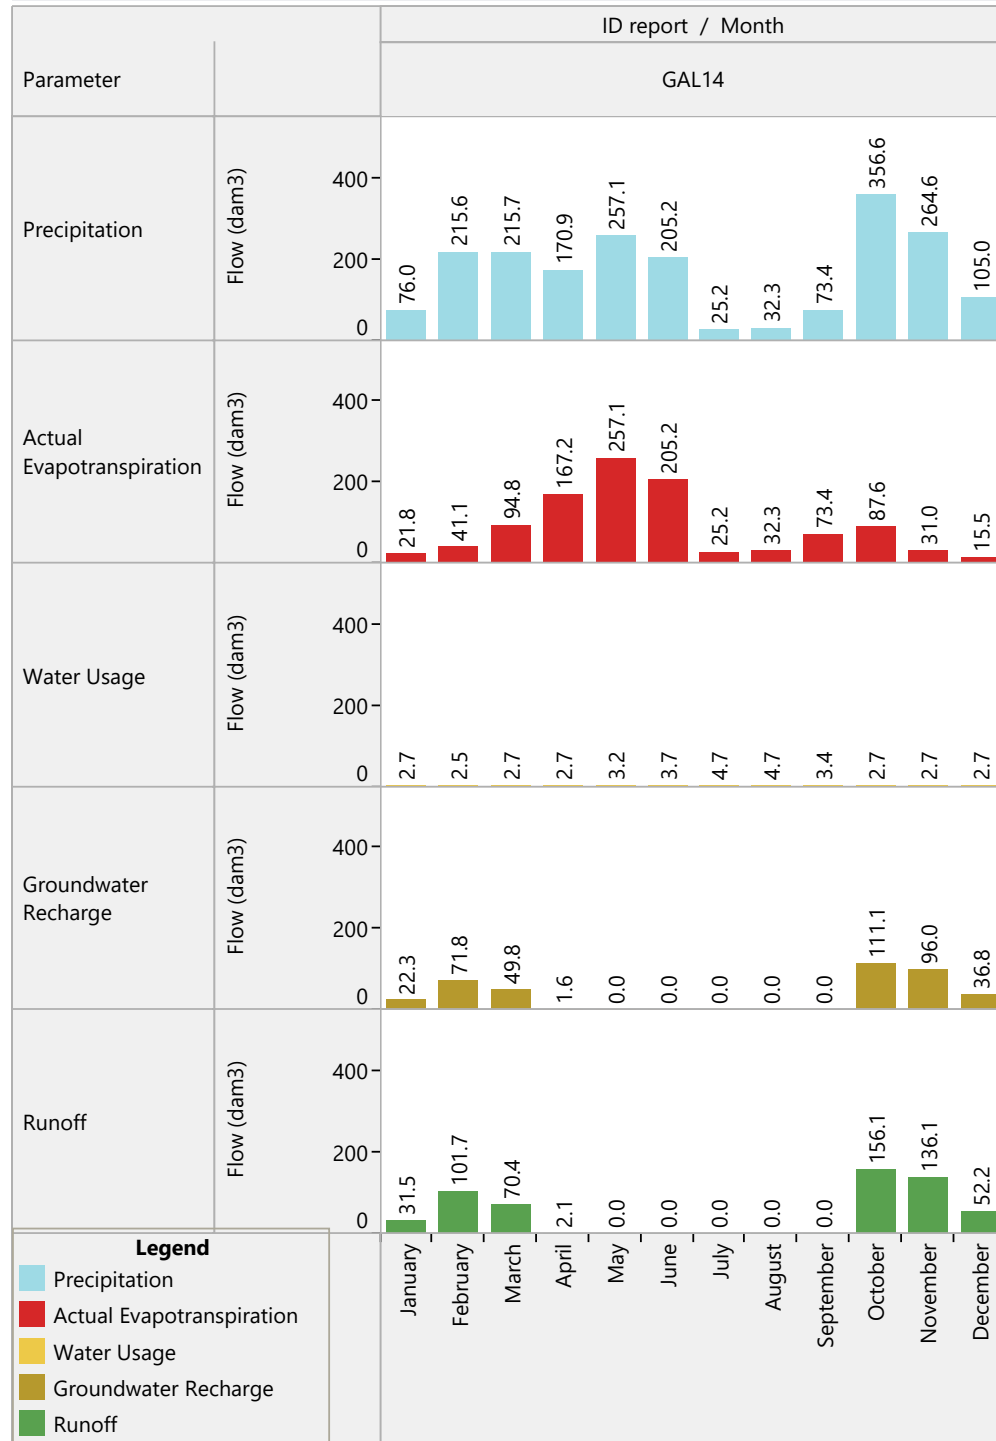 ID report / Month
Parameter
GAL14
Precipitation
Flow (dam3)
400
200
0
76.0
215.6
215.7
170.9
257.1
205.2
25.2
32.3
73.4
356.6
264.6
105.0
Actual
Evapotranspiration
Flow (dam3)
400
200
0
21.8
41.1
94.8
167.2
257.1
205.2
25.2
32.3
73.4
87.6
31.0
15.5
Water Usage
Flow (dam3)
400
200
0
2.7
2.5
2.7
2.7
3.2
3.7
4.7
4.7
3.4
2.7
2.7
2.7
Groundwater
Recharge
Flow (dam3)
400
200
0
22.3
71.8
49.8
1.6
0.0
0.0
0.0
0.0
0.0
111.1
96.0
36.8
Runoff
Flow (dam3)
400
200
0
31.5
101.7
70.4
2.1
0.0
0.0
0.0
0.0
0.0
156.1
136.1
52.2
January
February
March
April
May
June
July
August
September
October
November
December
Legend
Precipitation
Actual Evapotranspiration
Water Usage
Groundwater Recharge
Runoff